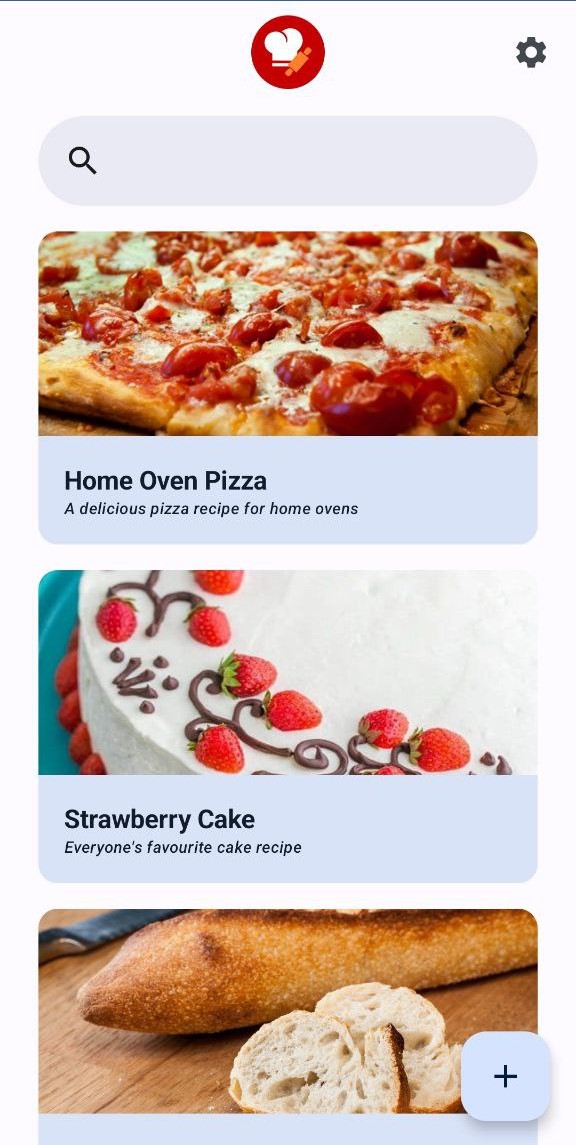 Home Oven Pizza
A delicious pizza recipe for home ovens
Strawberry Cake
Everyone's favourite cake recipe